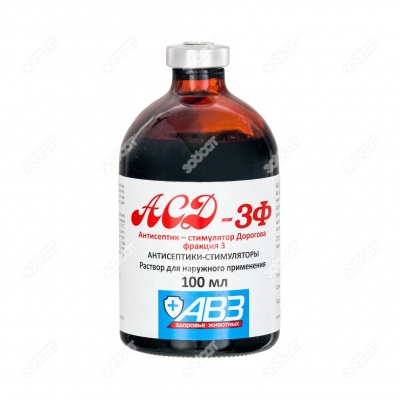 АСД-3Ф
Антисептик – стимулятор Дорогова
фракция 3
АНТИСЕПТИКИ-СТИМУЛЯТОРЫ
Раствор для наружного применения
100 мл
АВЗ
здоровье животных